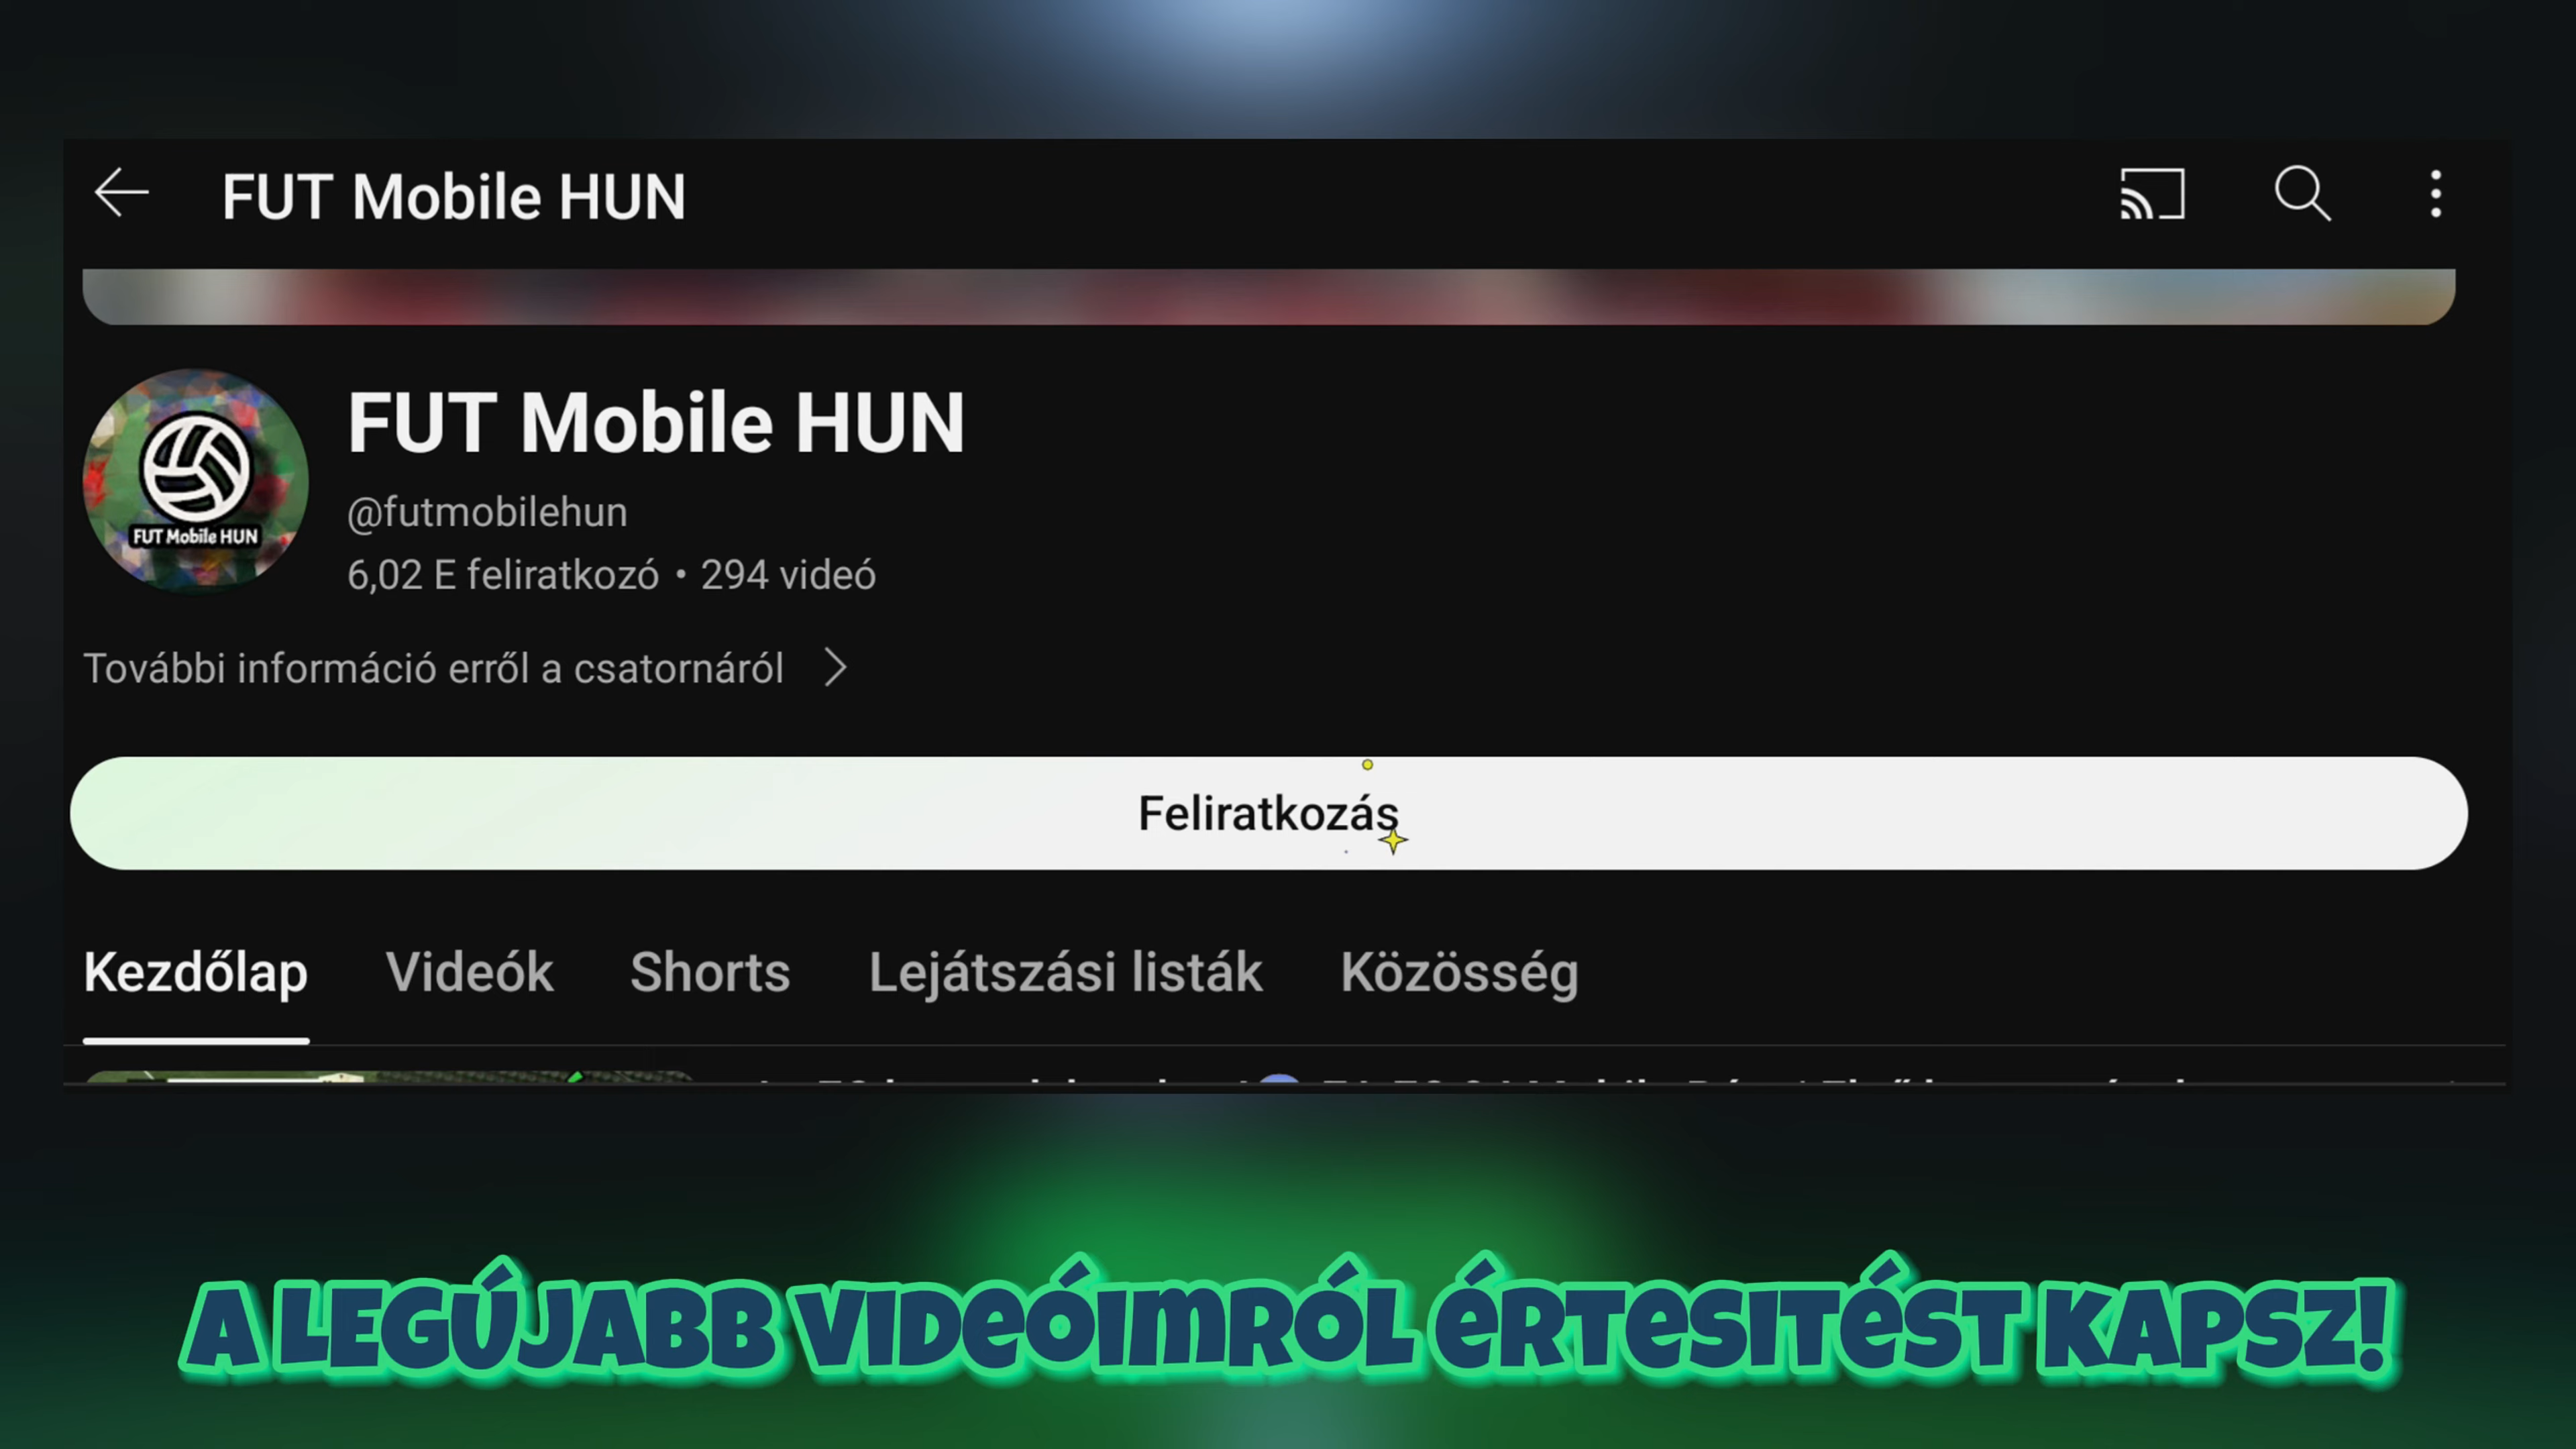 FUT Mobile HUN
FUT Mobile HUN
FUT Mobile HUN
@futmobilehun
6,02 E feliratkozó • 294 videó
További információ erről a csatornáról
Feliratkozás
Kezdőlap Videók Shorts Lejátszási listák Közösség
A LEGÚJABB VIDEÓIMRÓL ÉRTESITÉST KAPSZ!